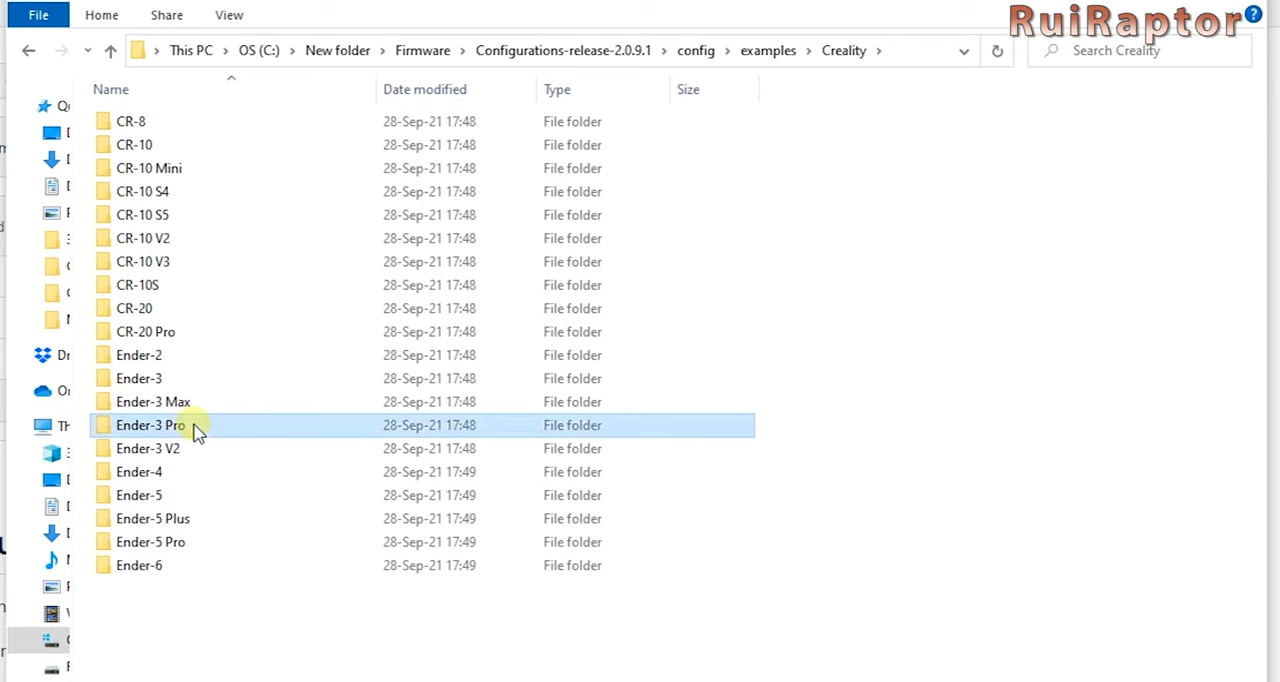 File Home Share View
RuiRaptor
This PC OS (C:) New folder Firmware Configurations-release-2.0.9.1 config examples Creality Search Creality
Name Date modified Type Size
CR-8 28-Sep-21 17:48 File folder
CR-10 28-Sep-21 17:48 File folder
CR-10 Mini 28-Sep-21 17:48 File folder
CR-10 S4 28-Sep-21 17:48 File folder
CR-10 S5 28-Sep-21 17:48 File folder
CR-10 V2 28-Sep-21 17:48 File folder
CR-10 V3 28-Sep-21 17:48 File folder
CR-10S 28-Sep-21 17:48 File folder
CR-20 28-Sep-21 17:48 File folder
CR-20 Pro 28-Sep-21 17:48 File folder
Ender-2 28-Sep-21 17:48 File folder
Ender-3 28-Sep-21 17:48 File folder
Ender-3 Max 28-Sep-21 17:48 File folder
Ender-3 Pro 28-Sep-21 17:48 File folder
Ender-3 V2 28-Sep-21 17:48 File folder
Ender-4 28-Sep-21 17:49 File folder
Ender-5 28-Sep-21 17:49 File folder
Ender-5 Plus 28-Sep-21 17:49 File folder
Ender-5 Pro 28-Sep-21 17:49 File folder
Ender-6 28-Sep-21 17:49 File folder